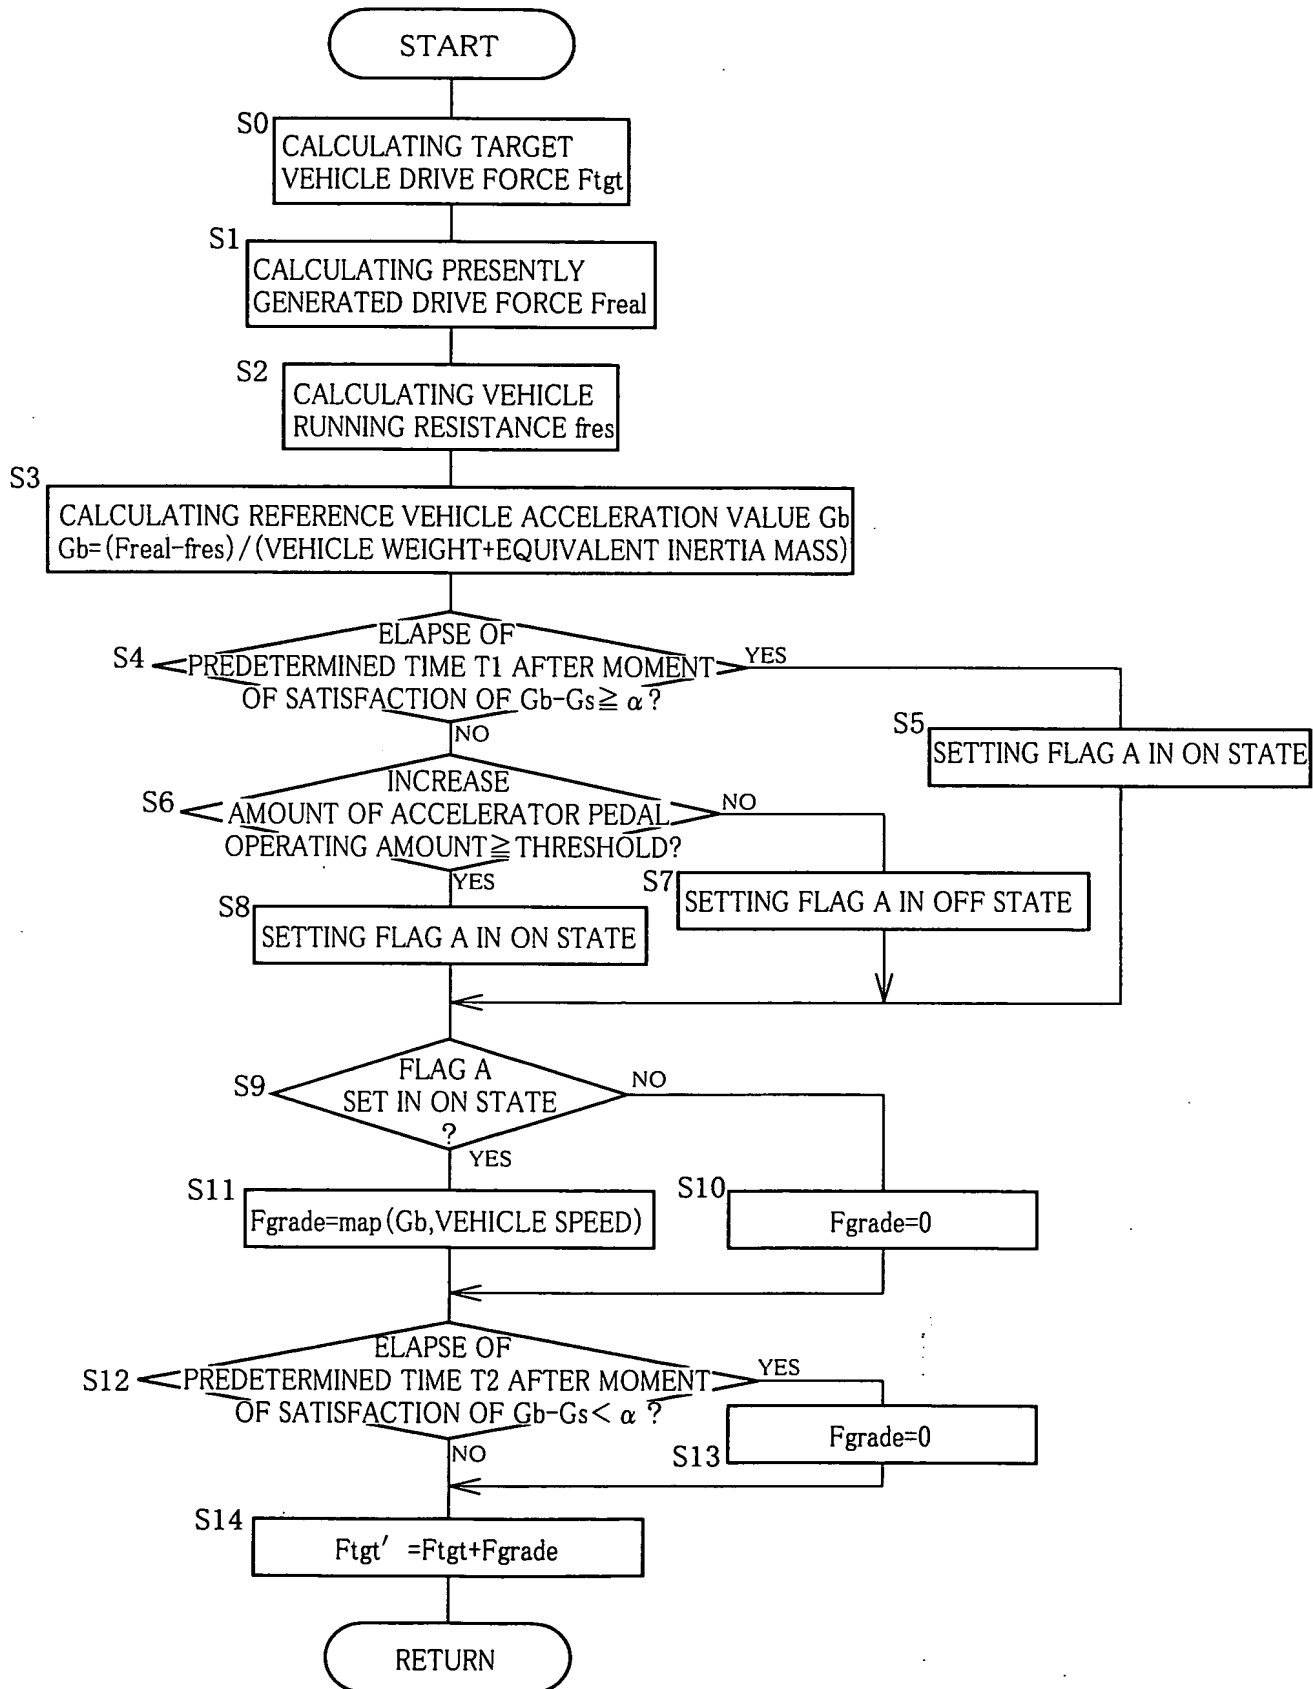 START
S0
CALCULATING TARGET
VEHICLE DRIVE FORCE Ftgt
S1
CALCULATING PRESENTLY
GENERATED DRIVE FORCE Freal
S2
CALCULATING VEHICLE
RUNNING RESISTANCE fres
S3
CALCULATING REFERENCE VEHICLE ACCELERATION VALUE Gb
Gb=(Freal-fres)/(VEHICLE WEIGHT+EQUIVALENT INERTIA MASS)
S4
ELAPSE OF
PREDETERMINED TIME T1 AFTER MOMENT
OF SATISFACTION OF Gb-Gs≧ α?
YES
NO
S5
SETTING FLAG A IN ON STATE
S6
INCREASE
AMOUNT OF ACCELERATOR PEDAL
OPERATING AMOUNT≧THRESHOLD?
NO
YES
S7
SETTING FLAG A IN OFF STATE
S8
SETTING FLAG A IN ON STATE
S9
FLAG A
SET IN ON STATE
?
NO
YES
S11
Fgrade=map(Gb,VEHICLE SPEED)
S10
Fgrade=0
S12
ELAPSE OF
PREDETERMINED TIME T2 AFTER MOMENT
OF SATISFACTION OF Gb-Gs< α ?
YES
NO
Fgrade=0
S13
S14
Ftgt′ =Ftgt+Fgrade
RETURN